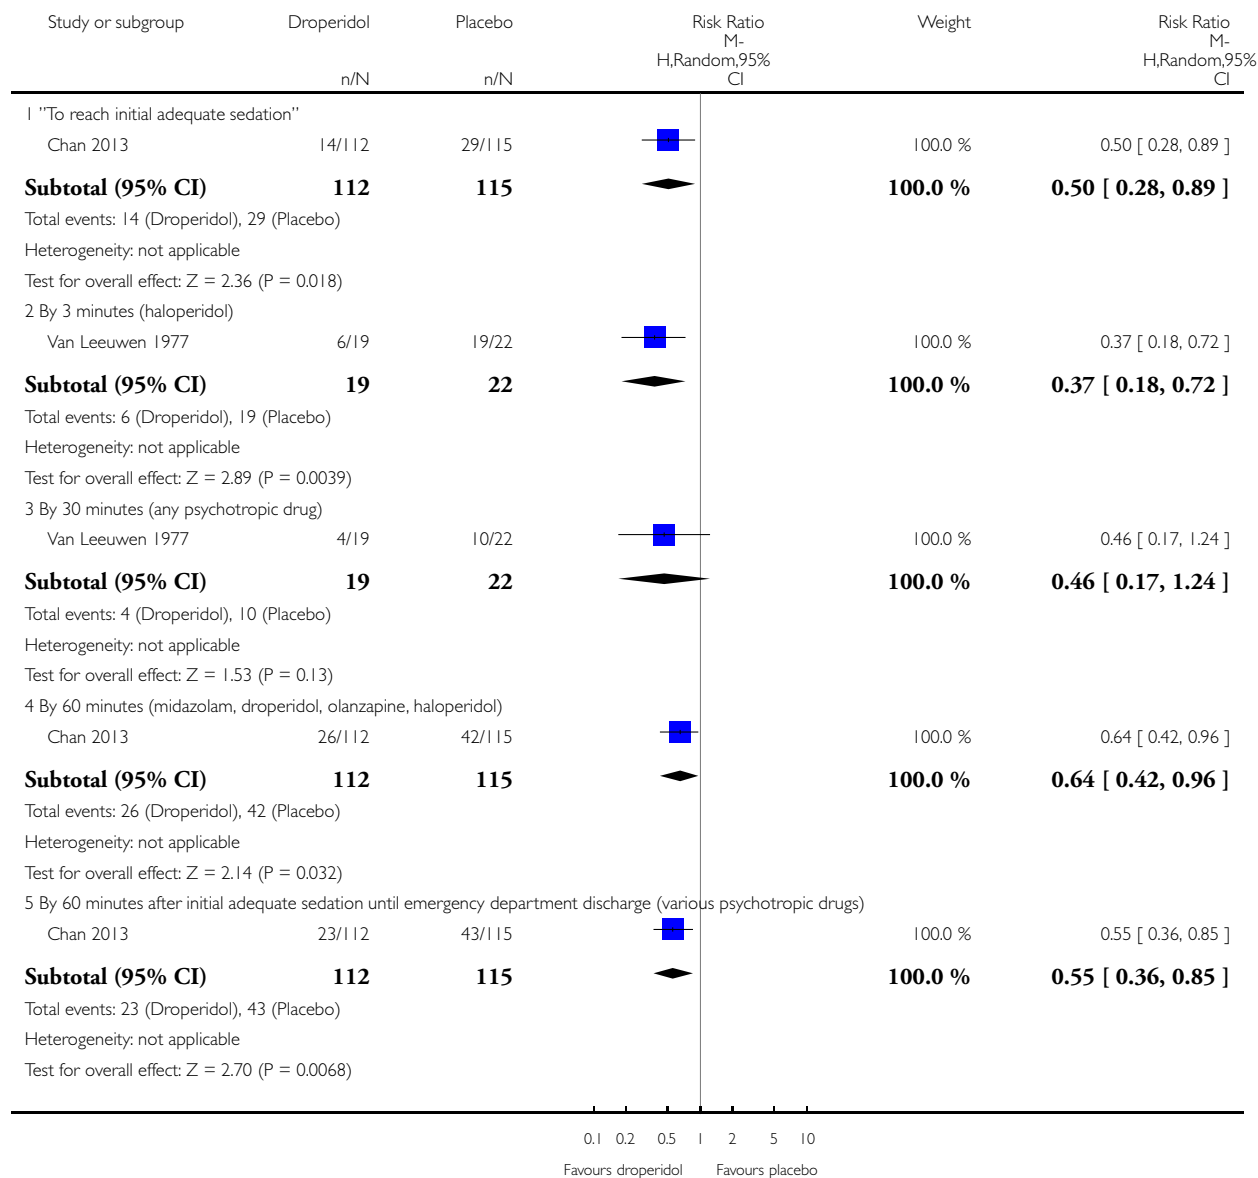 Study or subgroup Droperidol Placebo Risk Ratio Weight Risk Ratio
M- M-
H,Random,95% H,Random,95%
n/N n/N CI CI
1 ”To reach initial adequate sedation”
Chan 2013 14/112 29/115 100.0 % 0.50 [ 0.28, 0.89 ]
Subtotal (95% CI) 112 115 100.0 % 0.50 [ 0.28, 0.89 ]
Total events: 14 (Droperidol), 29 (Placebo)
Heterogeneity: not applicable
Test for overall effect: Z = 2.36 (P = 0.018)
2 By 3 minutes (haloperidol)
Van Leeuwen 1977 6/19 19/22 100.0 % 0.37 [ 0.18, 0.72 ]
Subtotal (95% CI) 19 22 100.0 % 0.37 [ 0.18, 0.72 ]
Total events: 6 (Droperidol), 19 (Placebo)
Heterogeneity: not applicable
Test for overall effect: Z = 2.89 (P = 0.0039)
3 By 30 minutes (any psychotropic drug)
Van Leeuwen 1977 4/19 10/22 100.0 % 0.46 [ 0.17, 1.24 ]
Subtotal (95% CI) 19 22 100.0 % 0.46 [ 0.17, 1.24 ]
Total events: 4 (Droperidol), 10 (Placebo)
Heterogeneity: not applicable
Test for overall effect: Z = 1.53 (P = 0.13)
4 By 60 minutes (midazolam, droperidol, olanzapine, haloperidol)
Chan 2013 26/112 42/115 100.0 % 0.64 [ 0.42, 0.96 ]
Subtotal (95% CI) 112 115 100.0 % 0.64 [ 0.42, 0.96 ]
Total events: 26 (Droperidol), 42 (Placebo)
Heterogeneity: not applicable
Test for overall effect: Z = 2.14 (P = 0.032)
5 By 60 minutes after initial adequate sedation until emergency department discharge (various psychotropic drugs)
Chan 2013 23/112 43/115 100.0 % 0.55 [ 0.36, 0.85 ]
Subtotal (95% CI) 112 115 100.0 % 0.55 [ 0.36, 0.85 ]
Total events: 23 (Droperidol), 43 (Placebo)
Heterogeneity: not applicable
Test for overall effect: Z = 2.70 (P = 0.0068)
0.1 0.2 0.5 1 2 5 10
Favours droperidol Favours placebo